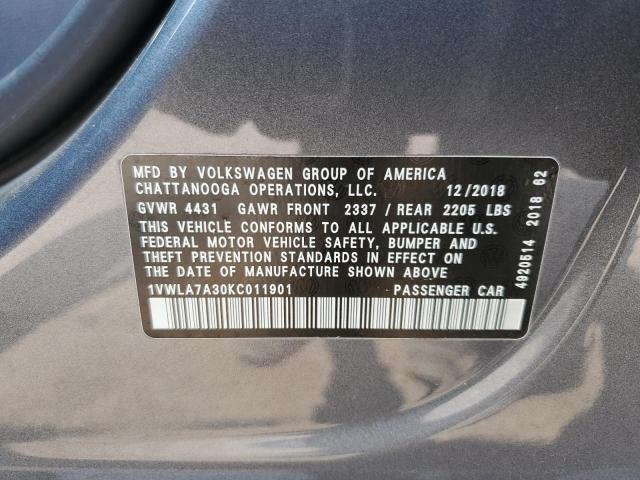 MFD BY VOLKSWAGEN GROUP OF AMERICA
CHATTANOOGA OPERATIONS, LLC. 12/2018
GVWR 4431 GAWR FRONT 2337 / REAR 2205 LBS
THIS VEHICLE CONFORMS TO ALL APPLICABLE U.S.
FEDERAL MOTOR VEHICLE SAFETY, BUMPER AND
THEFT PREVENTION STANDARDS IN EFFECT ON
THE DATE OF MANUFACTURE SHOWN ABOVE
1VWLA7A30KC011901 PASSENGER CAR
4920514 2018 62